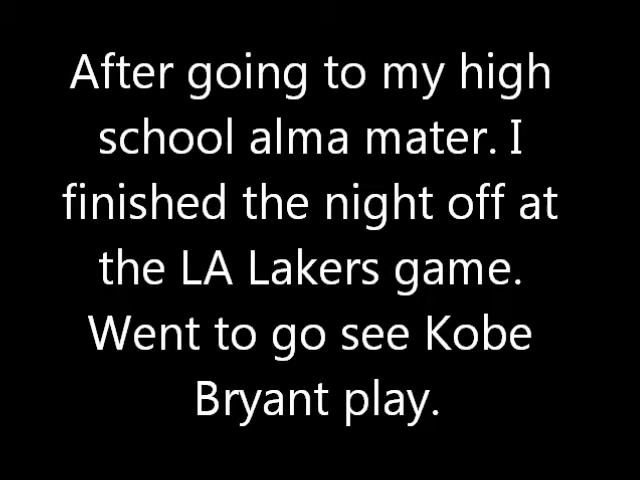 After going to my high
school alma mater. I
finished the night off at
the LA Lakers game.
Went to go see Kobe
Bryant play.